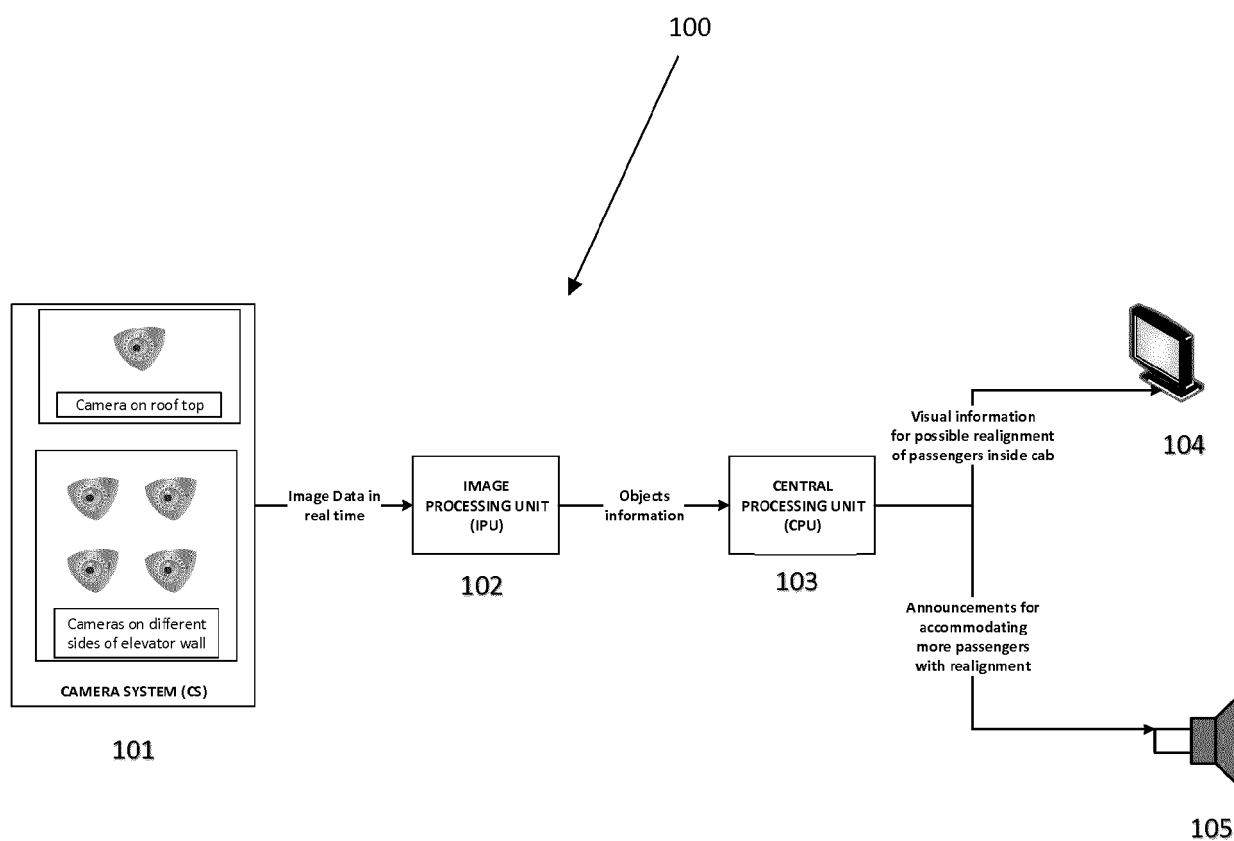 100
Camera on roof top
Cameras on different
sides of elevator wall
CAMERA SYSTEM (CS)
101
Image Data in
real time
IMAGE
PROCESSING UNIT
(IPU)
102
Objects
information
CENTRAL
PROCESSING UNIT
(CPU)
103
Visual information
for possible realignment
of passengers inside cab
104
Announcements for
accommodating
more passengers
with realignment
105